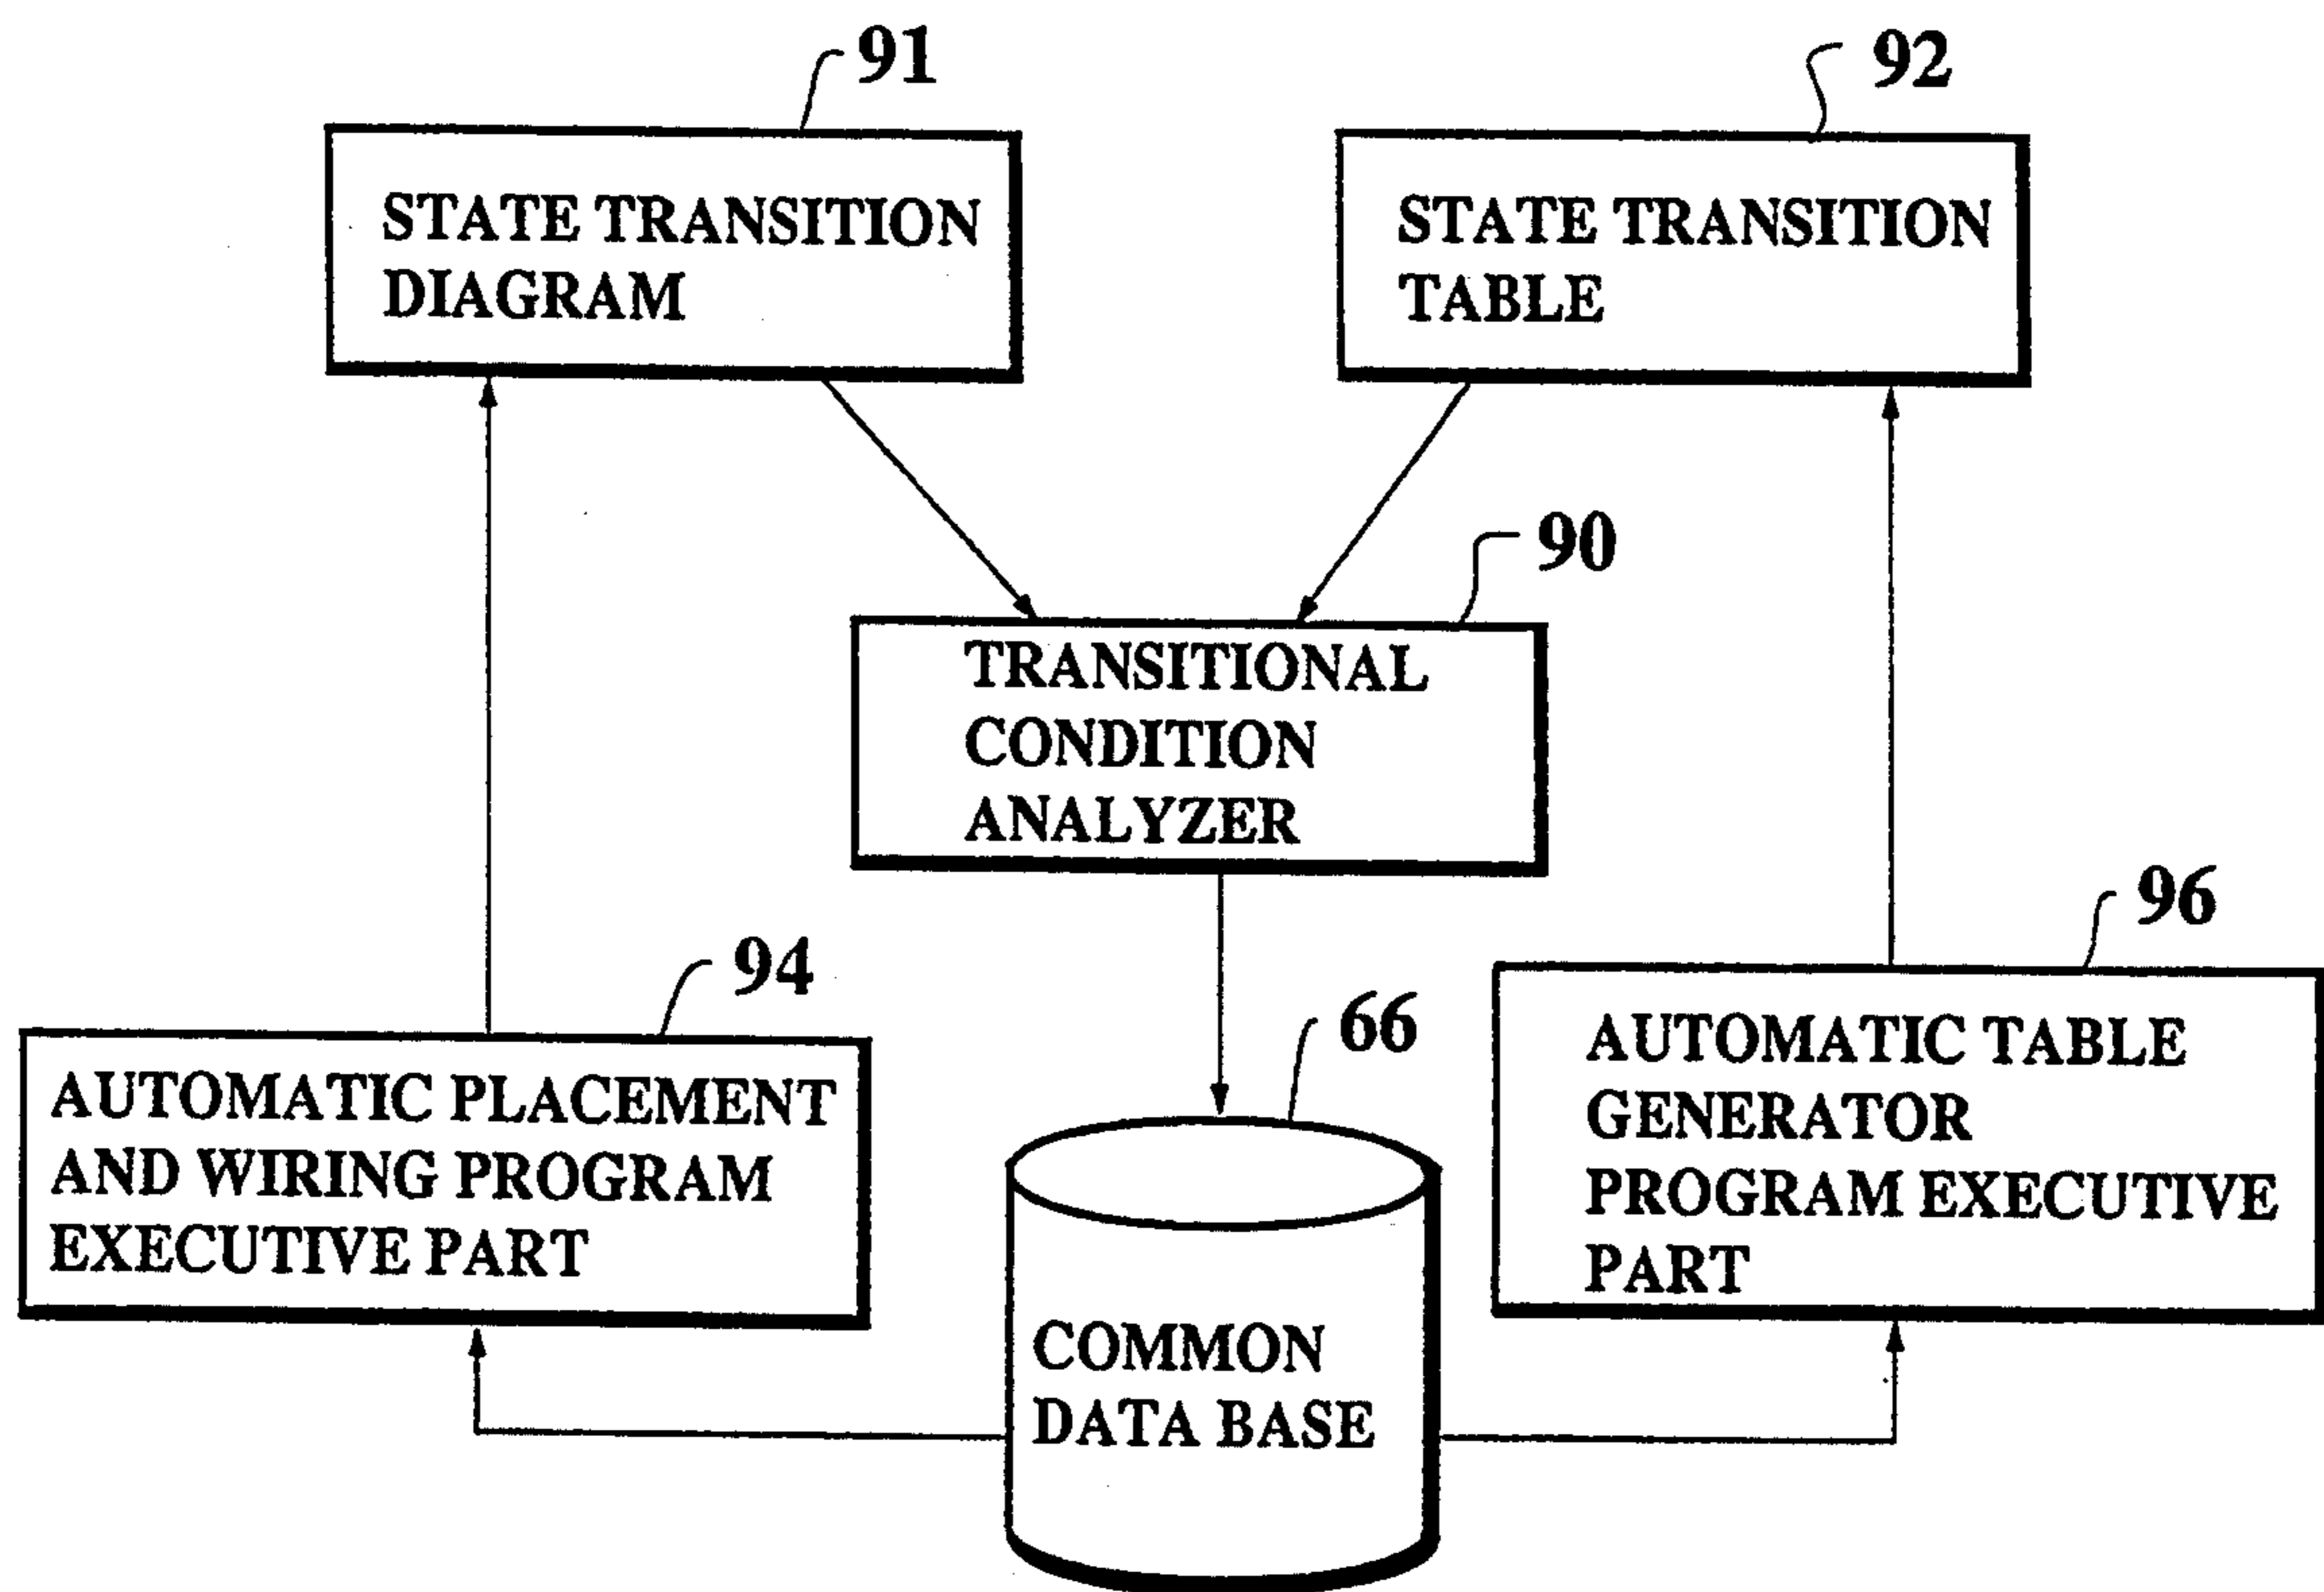 91
92
STATE TRANSITION
DIAGRAM
STATE TRANSITION
TABLE
90
TRANSITIONAL
CONDITION
ANALYZER
96
94
66
AUTOMATIC PLACEMENT
AND WIRING PROGRAM
EXECUTIVE PART
AUTOMATIC TABLE
GENERATOR
PROGRAM EXECUTIVE
PART
COMMON
DATA BASE